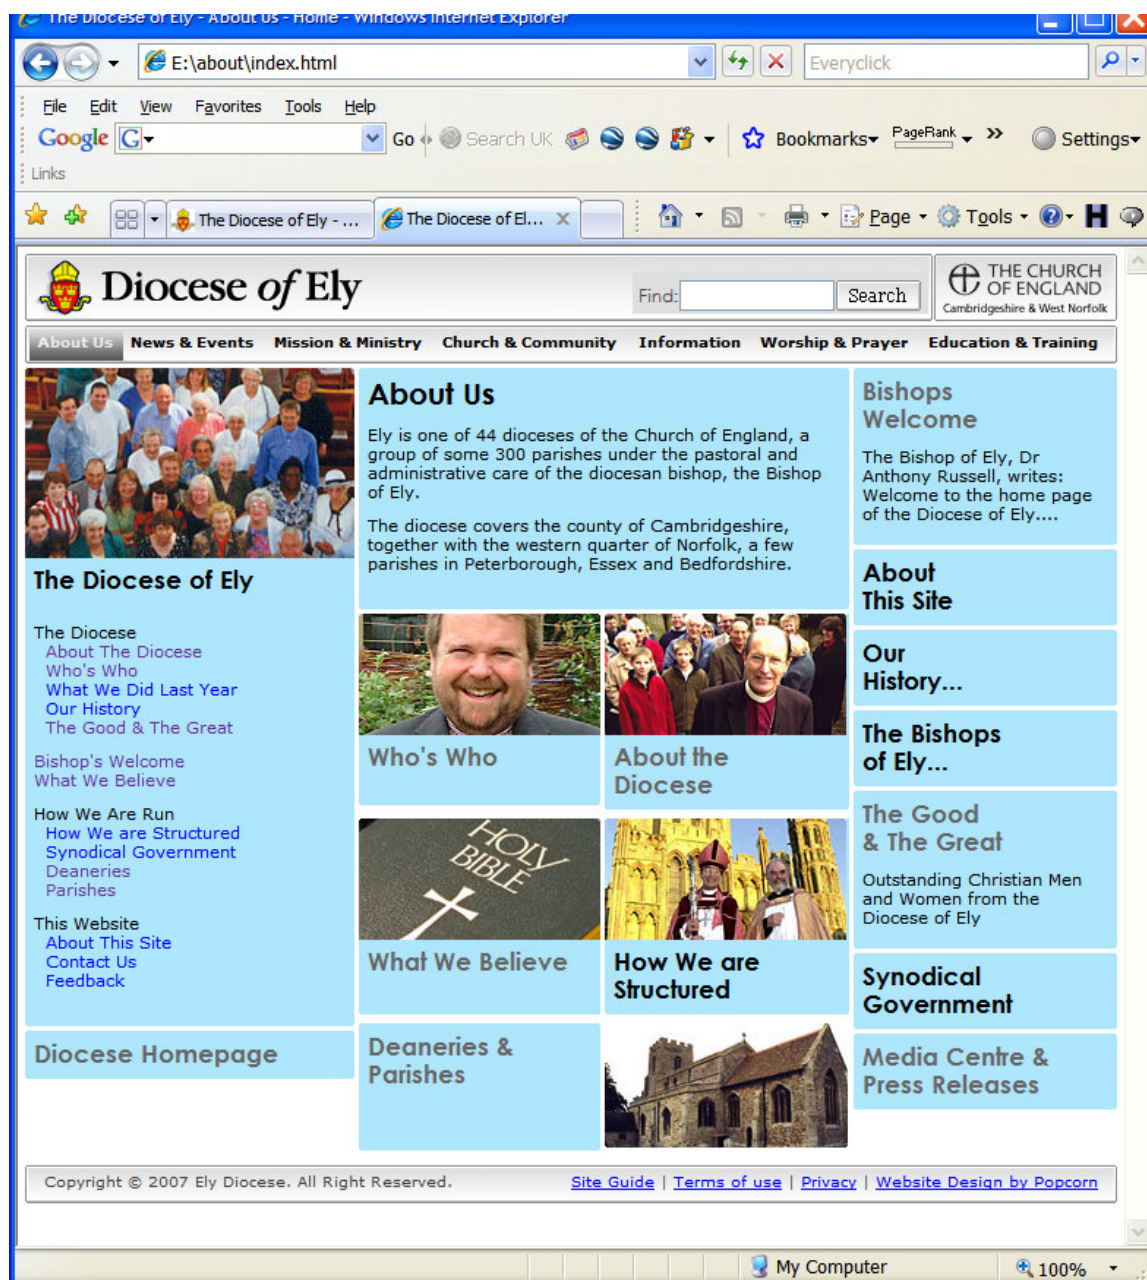 The Diocese of Ely - About Us - Home - Windows Internet Explorer
E:\about\index.html
Everyclick
File Edit View Favorites Tools Help
Google G Go Search UK Bookmarks PageRank » Settings
Links
The Diocese of Ely - ... The Diocese of El... X Page Tools H
Diocese of Ely
Find: Search
THE CHURCH
OF ENGLAND
Cambridgeshire & West Norfolk
About Us News & Events Mission & Ministry Church & Community Information Worship & Prayer Education & Training
The Diocese of Ely
The Diocese
About The Diocese
Who's Who
What We Did Last Year
Our History
The Good & The Great
Bishop's Welcome
What We Believe
How We Are Run
How We are Structured
Synodical Government
Deaneries
Parishes
This Website
About This Site
Contact Us
Feedback
Diocese Homepage
About Us
Ely is one of 44 dioceses of the Church of England, a
group of some 300 parishes under the pastoral and
administrative care of the diocesan bishop, the Bishop
of Ely.
The diocese covers the county of Cambridgeshire,
together with the western quarter of Norfolk, a few
parishes in Peterborough, Essex and Bedfordshire.
Who's Who
About the
Diocese
HOLY
BIBLE
What We Believe
How We are
Structured
Deaneries &
Parishes
Bishops
Welcome
The Bishop of Ely, Dr
Anthony Russell, writes:
Welcome to the home page
of the Diocese of Ely....
About
This Site
Our
History...
The Bishops
of Ely...
The Good
& The Great
Outstanding Christian Men
and Women from the
Diocese of Ely
Synodical
Government
Media Centre &
Press Releases
Copyright © 2007 Ely Diocese. All Right Reserved. Site Guide | Terms of use | Privacy | Website Design by Popcorn
My Computer 100%